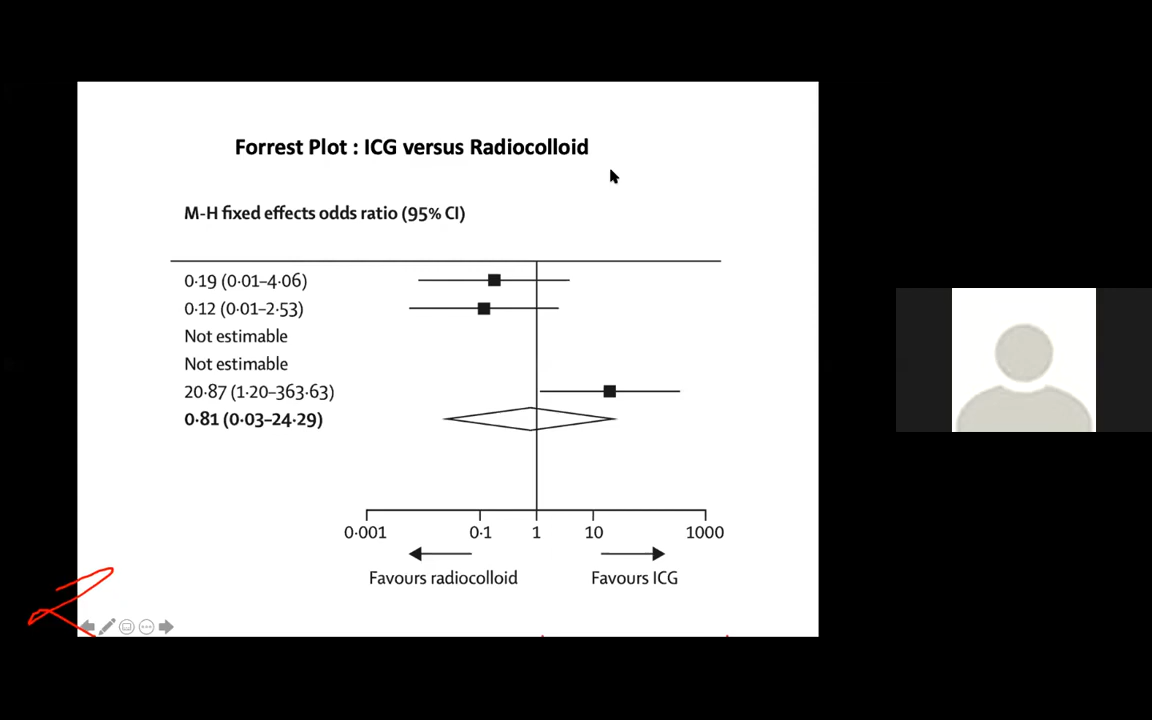 Forrest Plot : ICG versus Radiocolloid
M-H fixed effects odds ratio (95% CI)
0·19 (0·01–4·06)
0·12 (0·01–2·53)
Not estimable
Not estimable
20·87 (1·20–363·63)
0·81 (0·03–24·29)
0·001 0·1 1 10 1000
Favours radiocolloid Favours ICG